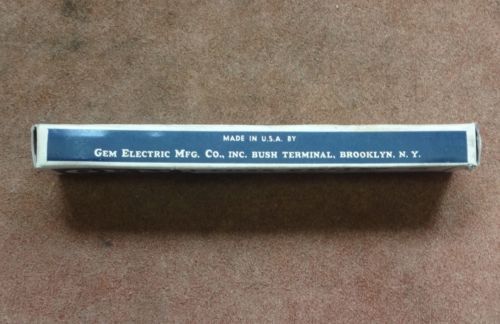 MADE IN U.S.A. BY
GEM ELECTRIC MFG. CO., INC. BUSH TERMINAL, BROOKLYN. N. Y.